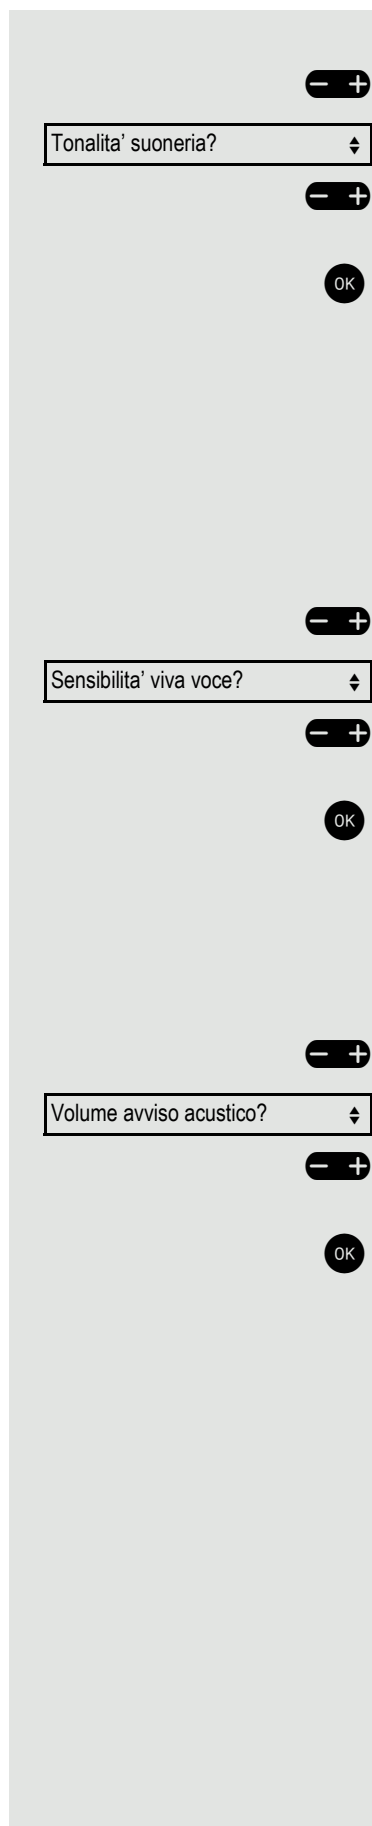 − +
Tonalita’ suoneria?
− +
OK
− +
Sensibilita’ viva voce?
− +
OK
− +
Volume avviso acustico?
− +
OK